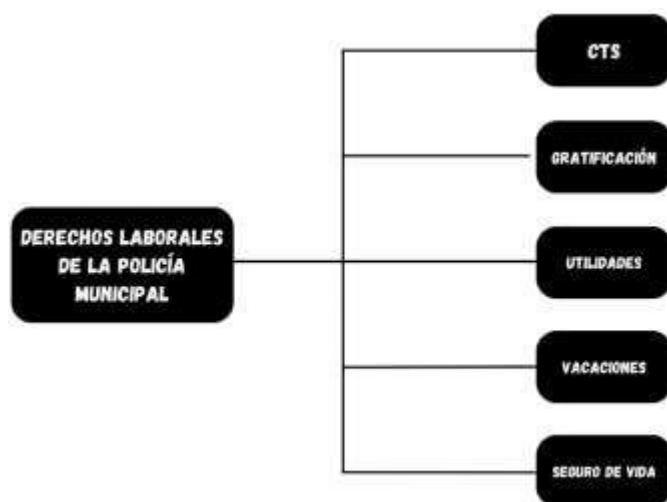 DERECHOS LABORALES
DE LA POLICÍA
MUNICIPAL
CTS
GRATIFICACIÓN
UTILIDADES
VACACIONES
SEGURO DE VIDA